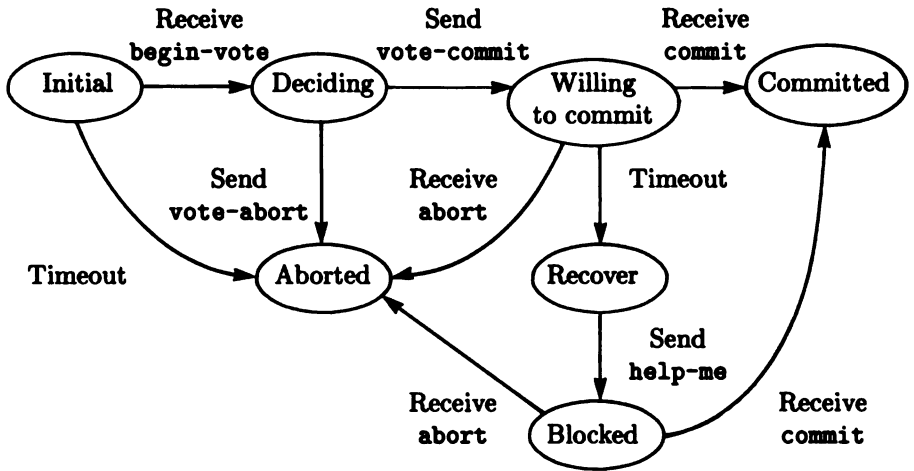 Receive
begin-vote
Send
vote-commit
Receive
commit
Initial
Deciding
Willing
to commit
Committed
Send
vote-abort
Receive
abort
Timeout
Timeout
Aborted
Recover
Send
help-me
Receive
abort
Blocked
Receive
commit